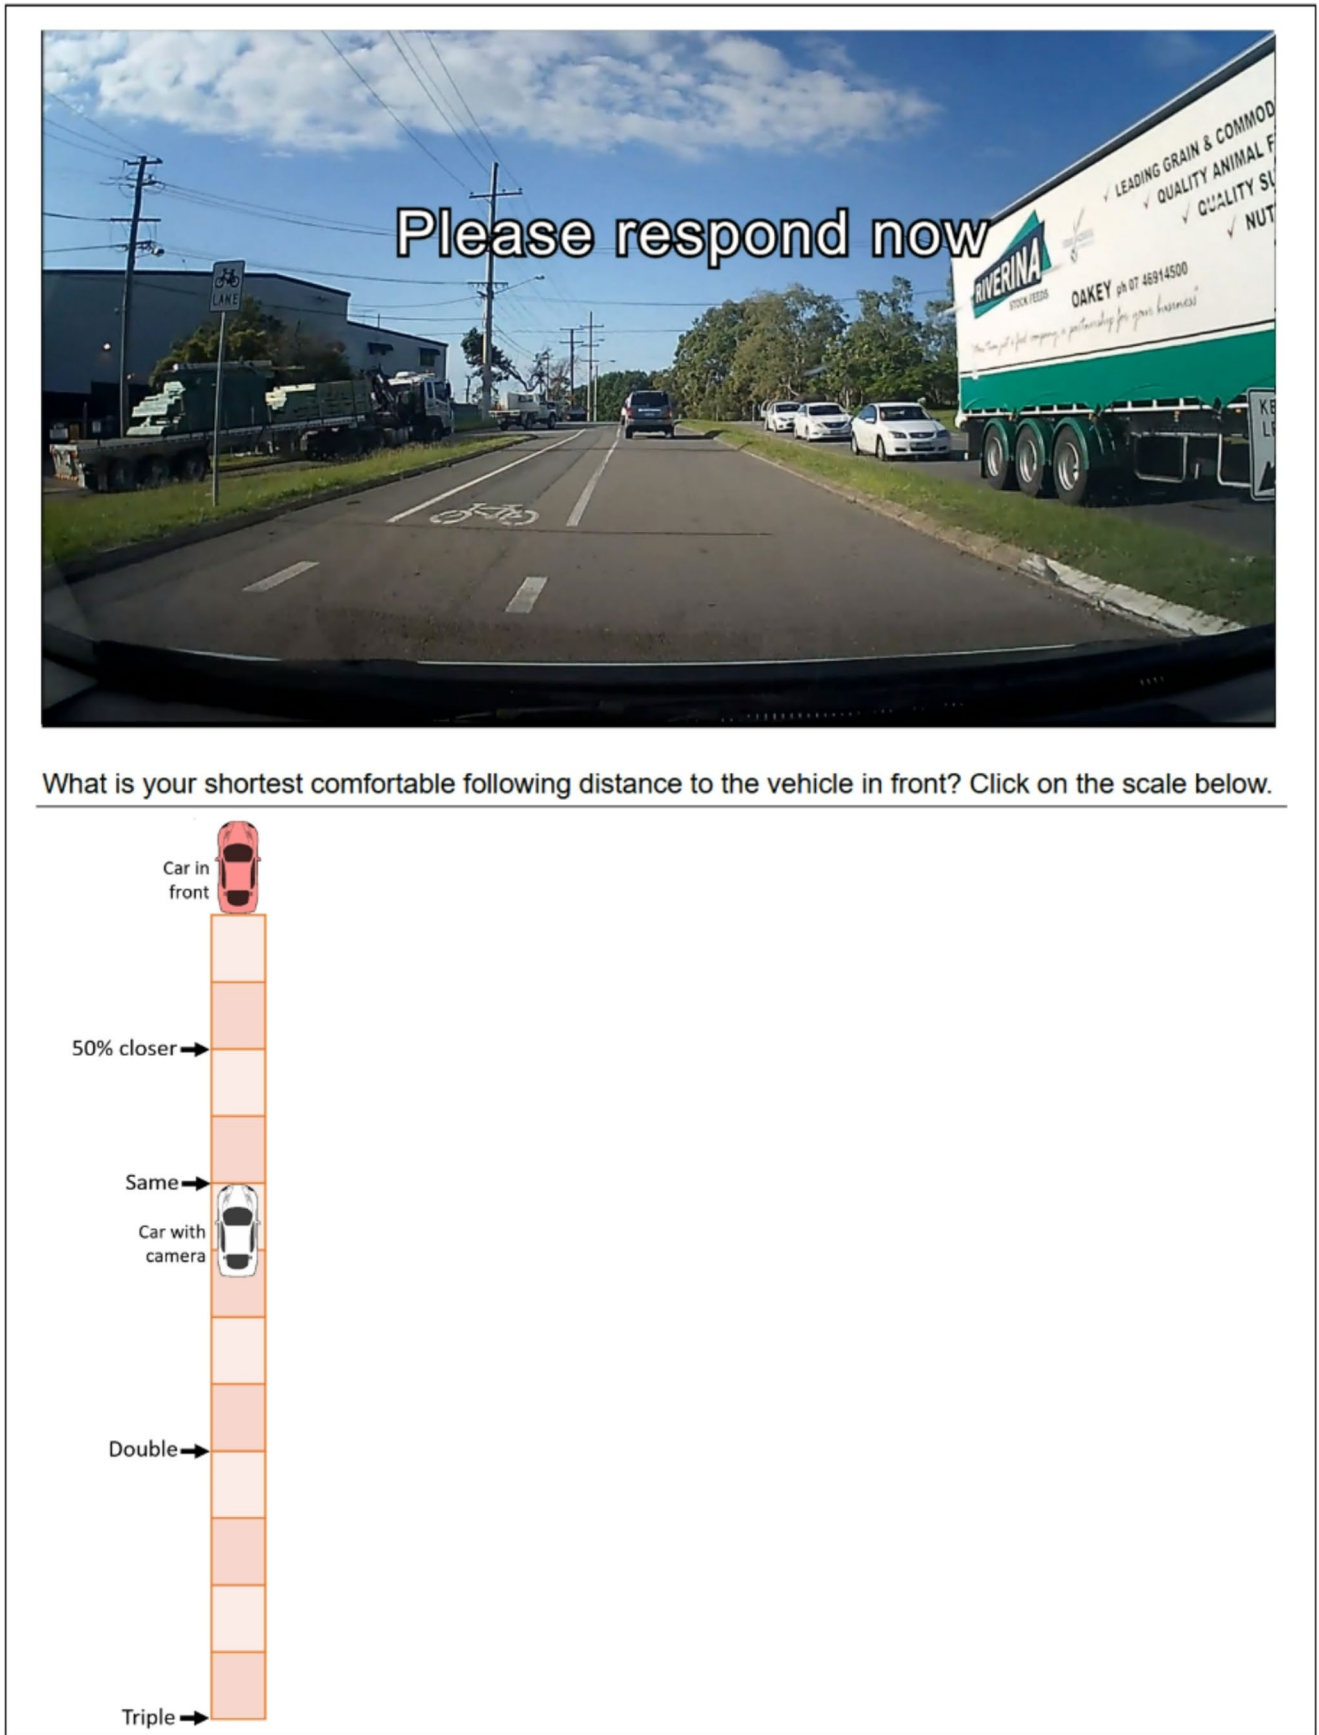 Please respond now
LANE
LEADING GRAIN & COMMOD
QUALITY ANIMAL F
QUALITY SU
NUT
RIVERINA
STOCK FEEDS
OAKEY ph 07 46914500
KE
What is your shortest comfortable following distance to the vehicle in front? Click on the scale below.
Car in
front
50% closer
Same
Car with
camera
Double
Triple